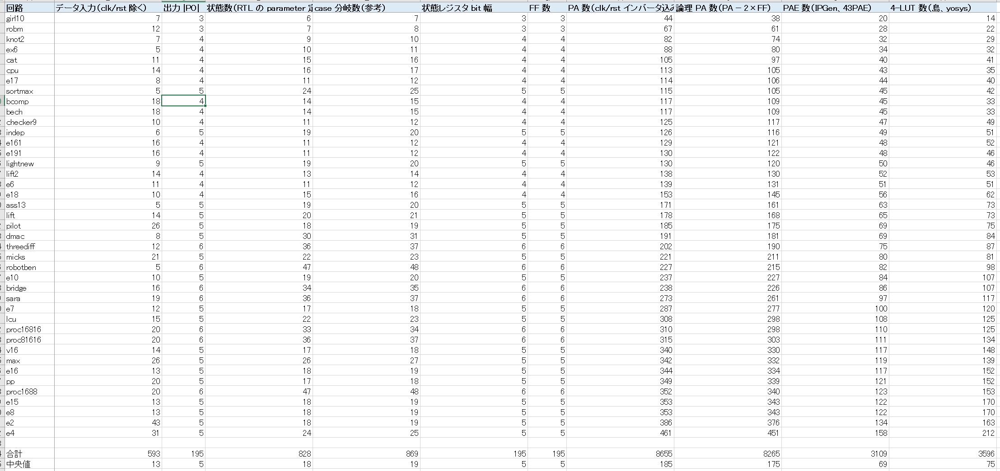 回路 データ入力(clk/rst 除く) 出力 |PO| 状態数(RTL の parameter 定 case 分岐数(参考) 状態レジスタ bit 幅 FF 数 PA 数(clk/rst インバータ込み 論理 PA 数(PA − 2×FF) PAE 数(IPGen、43PAE) 4-LUT 数(島、yosys)
girl10 7 3 6 7 3 3 44 38 20 14
robm 12 3 7 8 3 3 67 61 28 22
knot2 7 4 9 10 4 4 82 74 32 29
ex6 5 4 10 11 4 4 88 80 34 32
cat 11 4 15 16 4 4 105 97 40 41
cpu 14 4 16 17 4 4 113 105 43 35
e17 8 4 11 12 4 4 114 106 44 40
sortmax 5 5 24 25 5 5 115 105 45 42
bcomp 18 4 14 15 4 4 117 109 45 33
bech 18 4 14 15 4 4 117 109 45 33
checker9 10 4 11 12 4 4 125 117 47 49
indep 6 5 19 20 5 5 126 116 49 51
e161 16 4 11 12 4 4 129 121 48 52
e191 16 4 11 12 4 4 130 122 48 46
lightnew 9 5 19 20 5 5 130 120 50 46
lift2 14 4 13 14 4 4 138 130 52 53
e6 11 4 11 12 4 4 139 131 51 51
e18 10 4 15 16 4 4 153 145 56 62
ass13 5 5 19 20 5 5 171 161 63 73
lift 14 5 20 21 5 5 178 168 65 73
pilot 26 5 18 19 5 5 185 175 69 75
dmac 8 5 30 31 5 5 191 181 69 84
threediff 12 6 36 37 6 6 202 190 75 87
micks 21 5 22 23 5 5 221 211 80 81
robotben 5 6 47 48 6 6 227 215 82 98
e10 10 5 19 20 5 5 237 227 84 107
bridge 16 6 34 35 6 6 238 226 86 107
sara 19 6 36 37 6 6 273 261 97 117
e7 12 5 17 18 5 5 287 277 100 120
lcu 15 5 22 23 5 5 308 298 108 125
proc16816 20 6 33 34 6 6 310 298 110 125
proc81616 20 6 36 37 6 6 315 303 111 134
v16 14 5 17 18 5 5 340 330 117 148
max 26 5 26 27 5 5 342 332 119 139
e16 13 5 18 19 5 5 344 334 117 152
pp 20 5 17 18 5 5 349 339 121 152
proc1688 20 6 47 48 6 6 352 340 123 153
e15 13 5 18 19 5 5 353 343 122 170
e8 13 5 18 19 5 5 353 343 122 170
e2 43 5 18 19 5 5 386 376 134 163
e4 31 5 24 25 5 5 461 451 158 212
合計 593 195 828 869 195 195 8655 8265 3109 3596
中央値 13 5 18 19 5 5 185 175 69 75